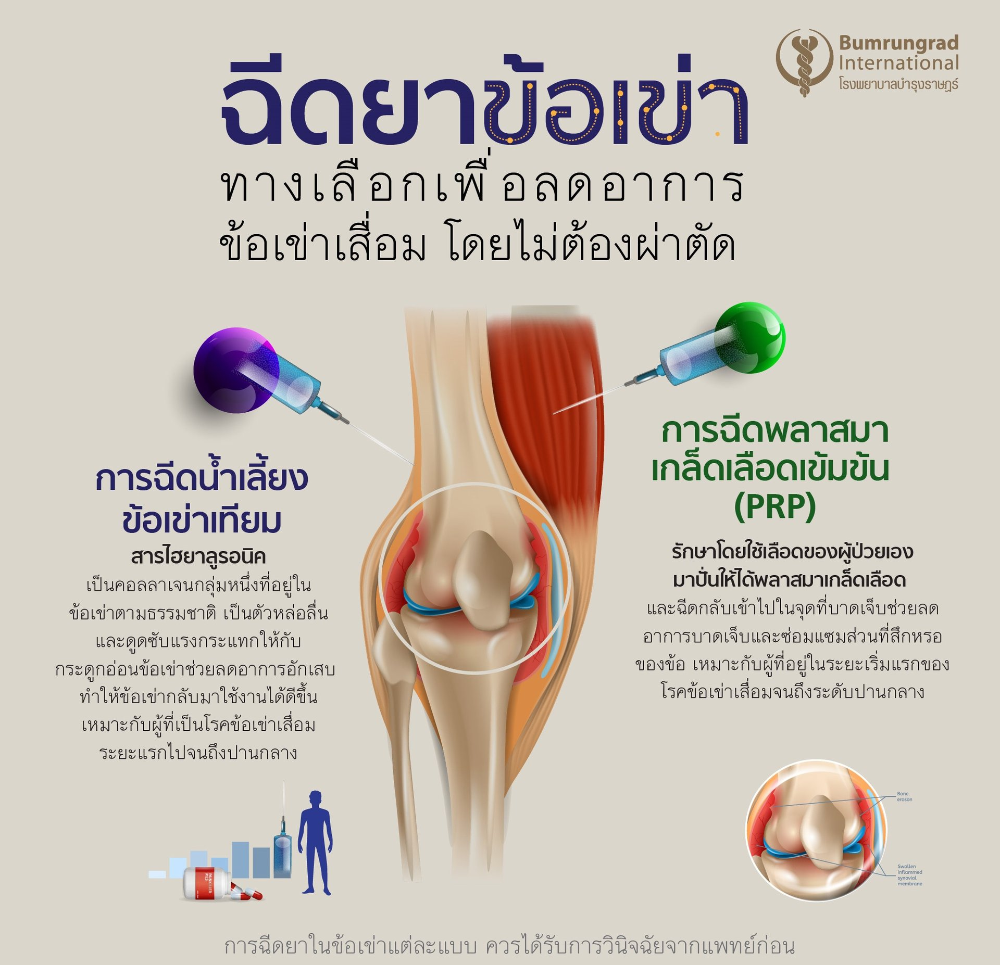 Bumrungrad
International
โรงพยาบาลบำรุงราษฎร์
ฉีดยาข้อเข่า
ทางเลือกเพื่อลดอาการ
ข้อเข่าเสื่อม โดยไม่ต้องผ่าตัด
การฉีดน้ำเลี้ยง
ข้อเข่าเทียม
สารไฮยาลูรอนิค
เป็นคอลลาเจนกลุ่มหนึ่งที่อยู่ใน
ข้อเข่าตามธรรมชาติ เป็นตัวหล่อลื่น
และดูดซับแรงกระแทกให้กับ
กระดูกอ่อนข้อเข่าช่วยลดอาการอักเสบ
ทำให้ข้อเข่ากลับมาใช้งานได้ดีขึ้น
เหมาะกับผู้ที่เป็นโรคข้อเข่าเสื่อม
ระยะแรกไปจนถึงปานกลาง
การฉีดพลาสมา
เกล็ดเลือดเข้มข้น
(PRP)
รักษาโดยใช้เลือดของผู้ป่วยเอง
มาปั่นให้ได้พลาสมาเกล็ดเลือด
และฉีดกลับเข้าไปในจุดที่บาดเจ็บช่วยลด
อาการบาดเจ็บและซ่อมแซมส่วนที่สึกหรอ
ของข้อ เหมาะกับผู้ที่อยู่ในระยะเริ่มแรกของ
โรคข้อเข่าเสื่อมจนถึงระดับปานกลาง
PAINKILLER
PILS
Bone
eroson
Swollen
inflammed
synovial
membrane
การฉีดยาในข้อเข่าแต่ละแบบ ควรได้รับการวินิจฉัยจากแพทย์ก่อน